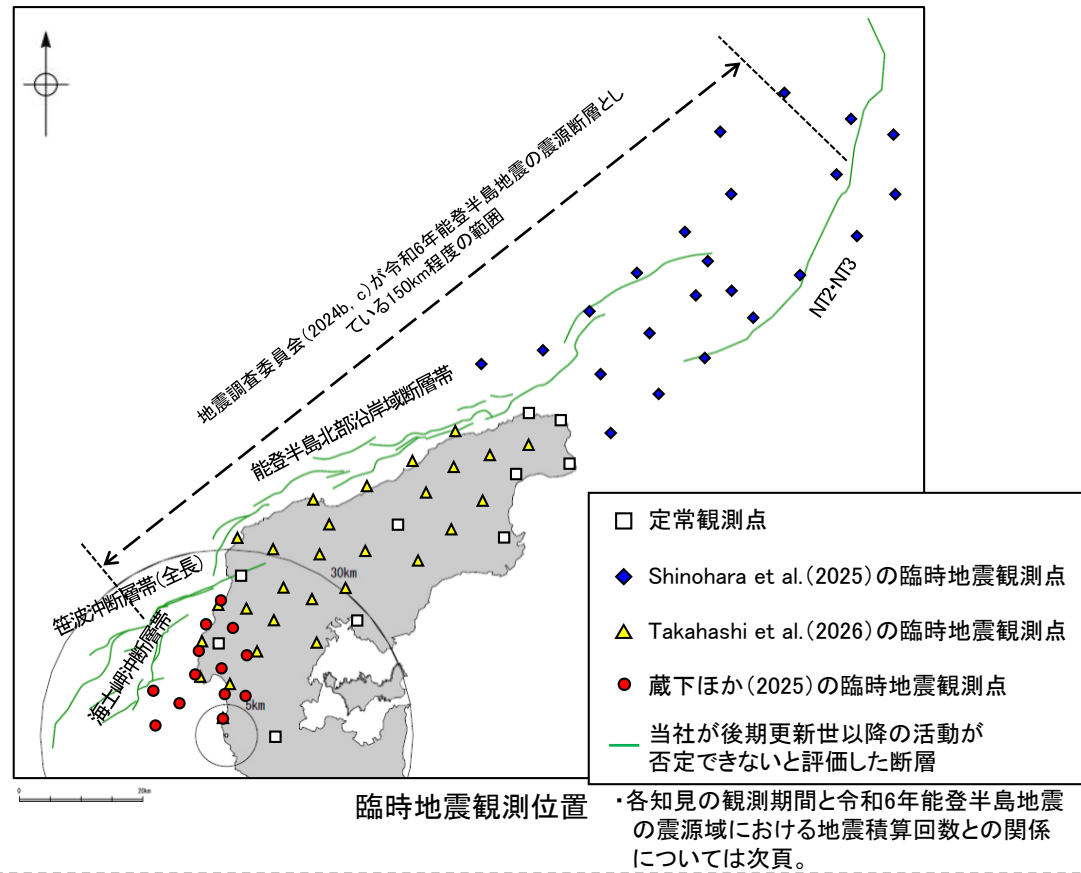 地震調査委員会(2024b, c)が令和6年能登半島地震の震源断層とし
ている150km程度の範囲
NT2・NT3
能登半島北部沿岸域断層帯
笹波沖断層帯(全長)
海士岬沖断層帯
30km
5km
定常観測点
Shinohara et al.(2025)の臨時地震観測点
Takahashi et al.(2026)の臨時地震観測点
蔵下ほか(2025)の臨時地震観測点
当社が後期更新世以降の活動が
否定できないと評価した断層
0
20km
臨時地震観測位置
・各知見の観測期間と令和6年能登半島地震
の震源域における地震積算回数との関係
については次頁。